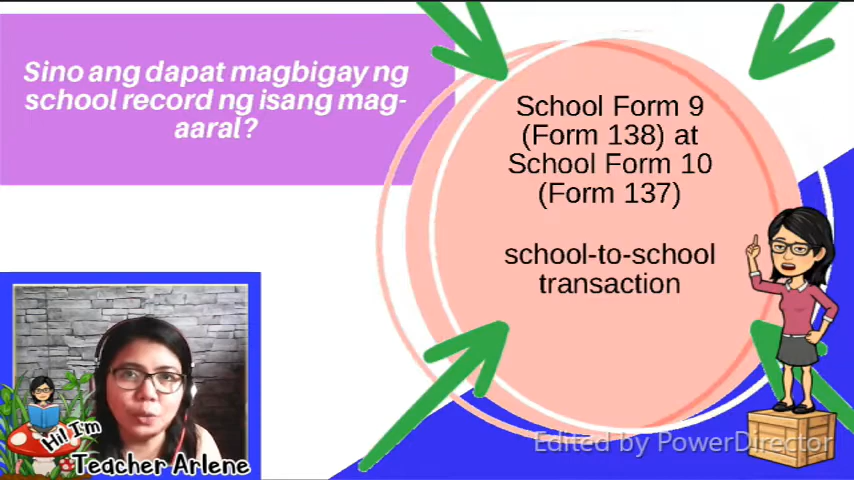 Sino ang dapat magbigay ng
school record ng isang mag-
aaral?
School Form 9
(Form 138) at
School Form 10
(Form 137)
school-to-school
transaction
Hi! I'm
Teacher Arlene
Edited by PowerDirector